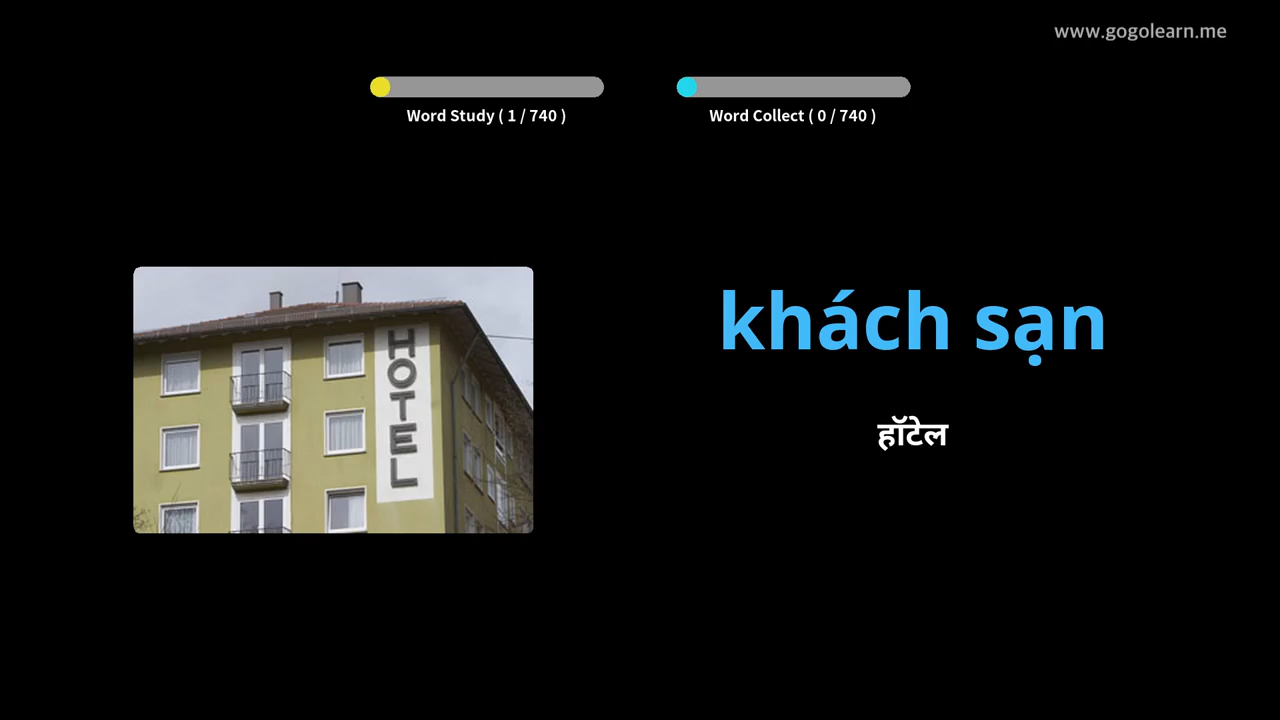 www.gogolearn.me
Word Study ( 1 / 740 )
Word Collect ( 0 / 740 )
HOTEL
khách sạn
हॉटेल